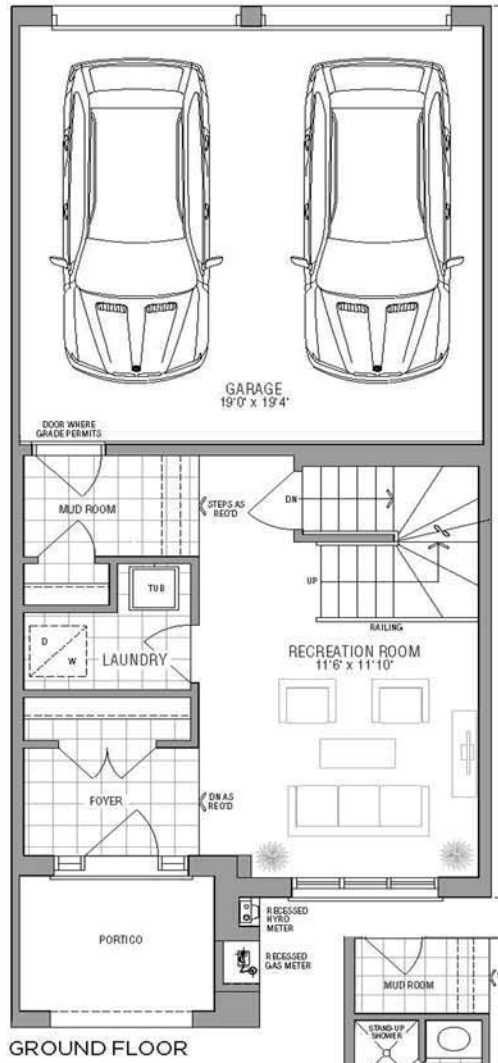 GARAGE
19'0" x 19'4"
DOOR WHERE
GRADE PERMITS
MUD ROOM
STEPS AS
REQ'D
DN
TUB
UP
RAILING
D
W
LAUNDRY
RECREATION ROOM
11'6" x 11'10"
FOYER
DN AS
REQ'D
PORTICO
RECESSED
HYRO
METER
RECESSED
GAS METER
MUD ROOM
STAND-UP
SHOWER
GROUND FLOOR